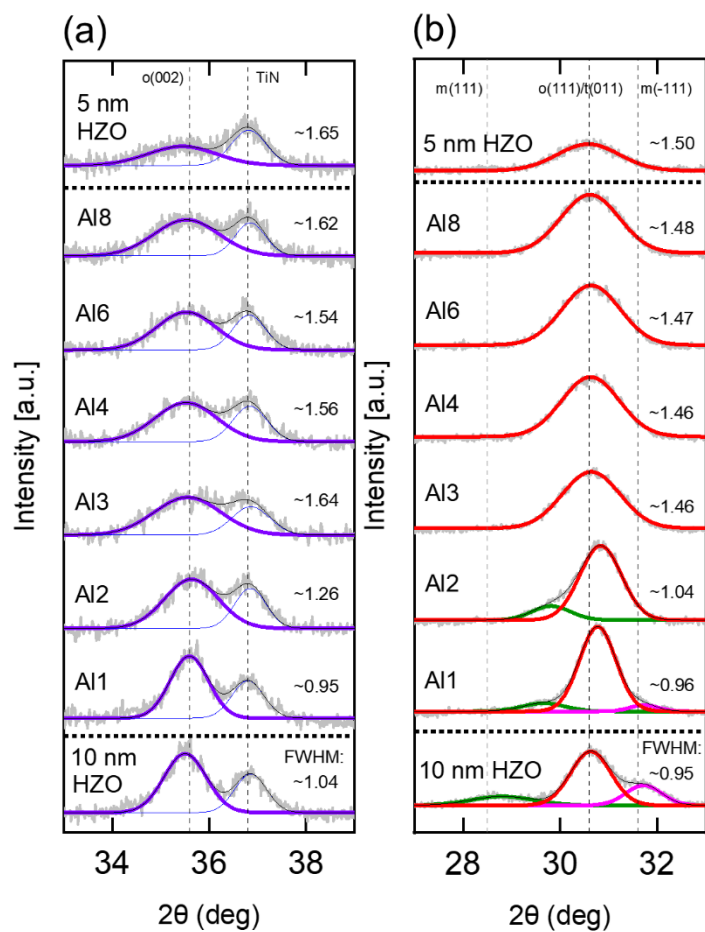 (a)
(b)
o(002)
TiN
m(111)
o(111)/t(011)
m(-111)
5 nm
HZO
~1.65
5 nm HZO
~1.50
Al8
~1.62
Al8
~1.48
Al6
~1.54
Al6
~1.47
Al4
~1.56
Al4
~1.46
Al3
~1.64
Al3
~1.46
Al2
~1.26
Al2
~1.04
Al1
~0.95
Al1
~0.96
10 nm
HZO
FWHM:
~1.04
10 nm HZO
FWHM:
~0.95
Intensity [a.u.]
Intensity [a.u.]
34 36 38
28 30 32
2θ (deg)
2θ (deg)